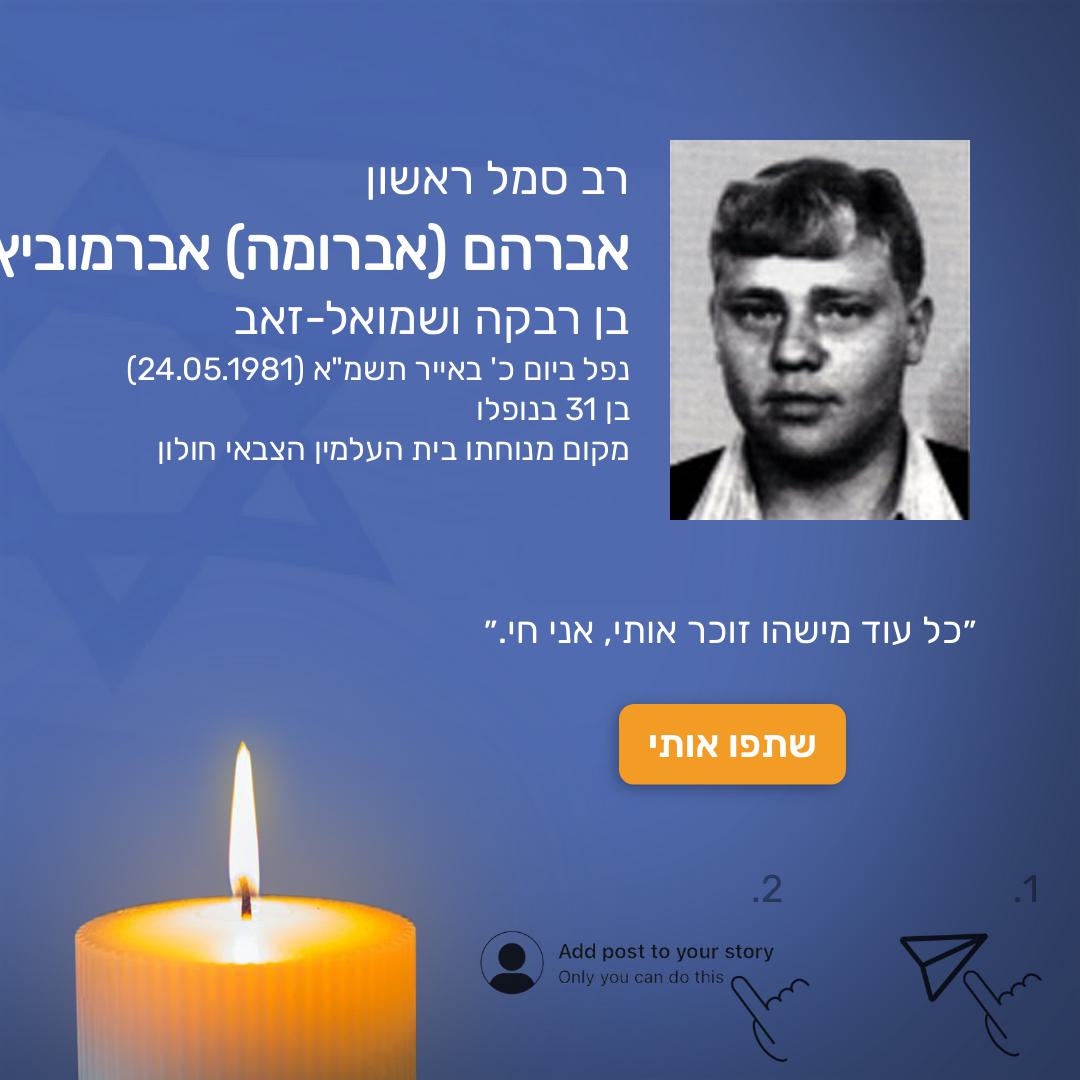 רב סמל ראשון
אברהם (אברומה) אברמוביץ
בן רבקה ושמואל-זאב
נפל ביום כ' באייר תשמ"א (24.05.1981)
בן 31 בנופלו
מקום מנוחתו בית העלמין הצבאי חולון
״כל עוד מישהו זוכר אותי, אני חי.״
שתפו אותי
1.
2.
Add post to your story
Only you can do this